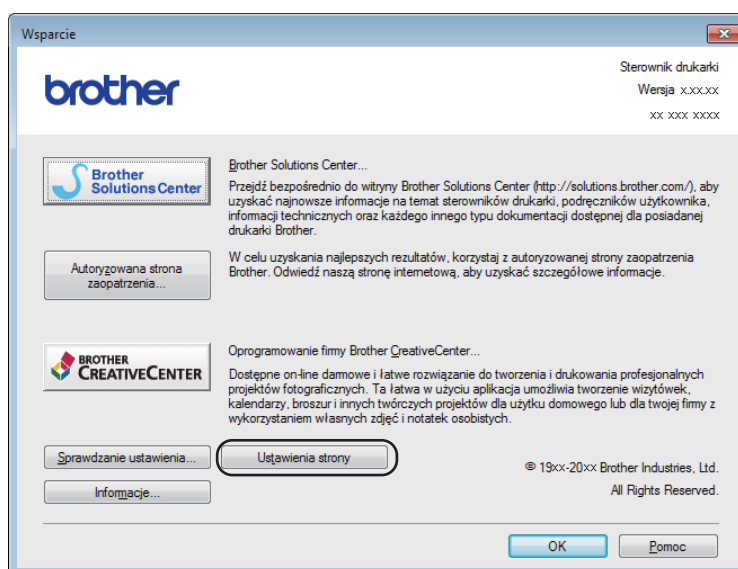 Wsparcie
brother
Sterownik drukarki
Wersja x.xx.xx
xx xxx xxxx
Brother
Solutions Center
Brother Solutions Center...
Przejdź bezpośrednio do witryny Brother Solutions Center (http://solutions.brother.com/), aby
uzyskać najnowsze informacje na temat sterowników drukarki, podręczników użytkownika,
informacji technicznych oraz każdego innego typu dokumentacji dostępnej dla posiadanej
drukarki Brother.
Autoryzowana strona
zaopatrzenia...
W celu uzyskania najlepszych rezultatów, korzystaj z autoryzowanej strony zaopatrzenia
Brother. Odwiedź naszą stronę internetową, aby uzyskać szczegółowe informacje.
BROTHER
CREATIVECENTER
Oprogramowanie firmy Brother CreativeCenter...
Dostępne on-line darmowe i łatwe rozwiązanie do tworzenia i drukowania profesjonalnych
projektów fotograficznych. Ta łatwa w użyciu aplikacja umożliwia tworzenie wizytówek,
kalendarzy, broszur i innych twórczych projektów dla użytku domowego lub dla twojej firmy z
wykorzystaniem własnych zdjęć i notatek osobistych.
Sprawdzanie ustawienia...
Ustawienia strony
Informacje...
© 19xx-20xx Brother Industries, Ltd.
All Rights Reserved.
OK
Pomoc